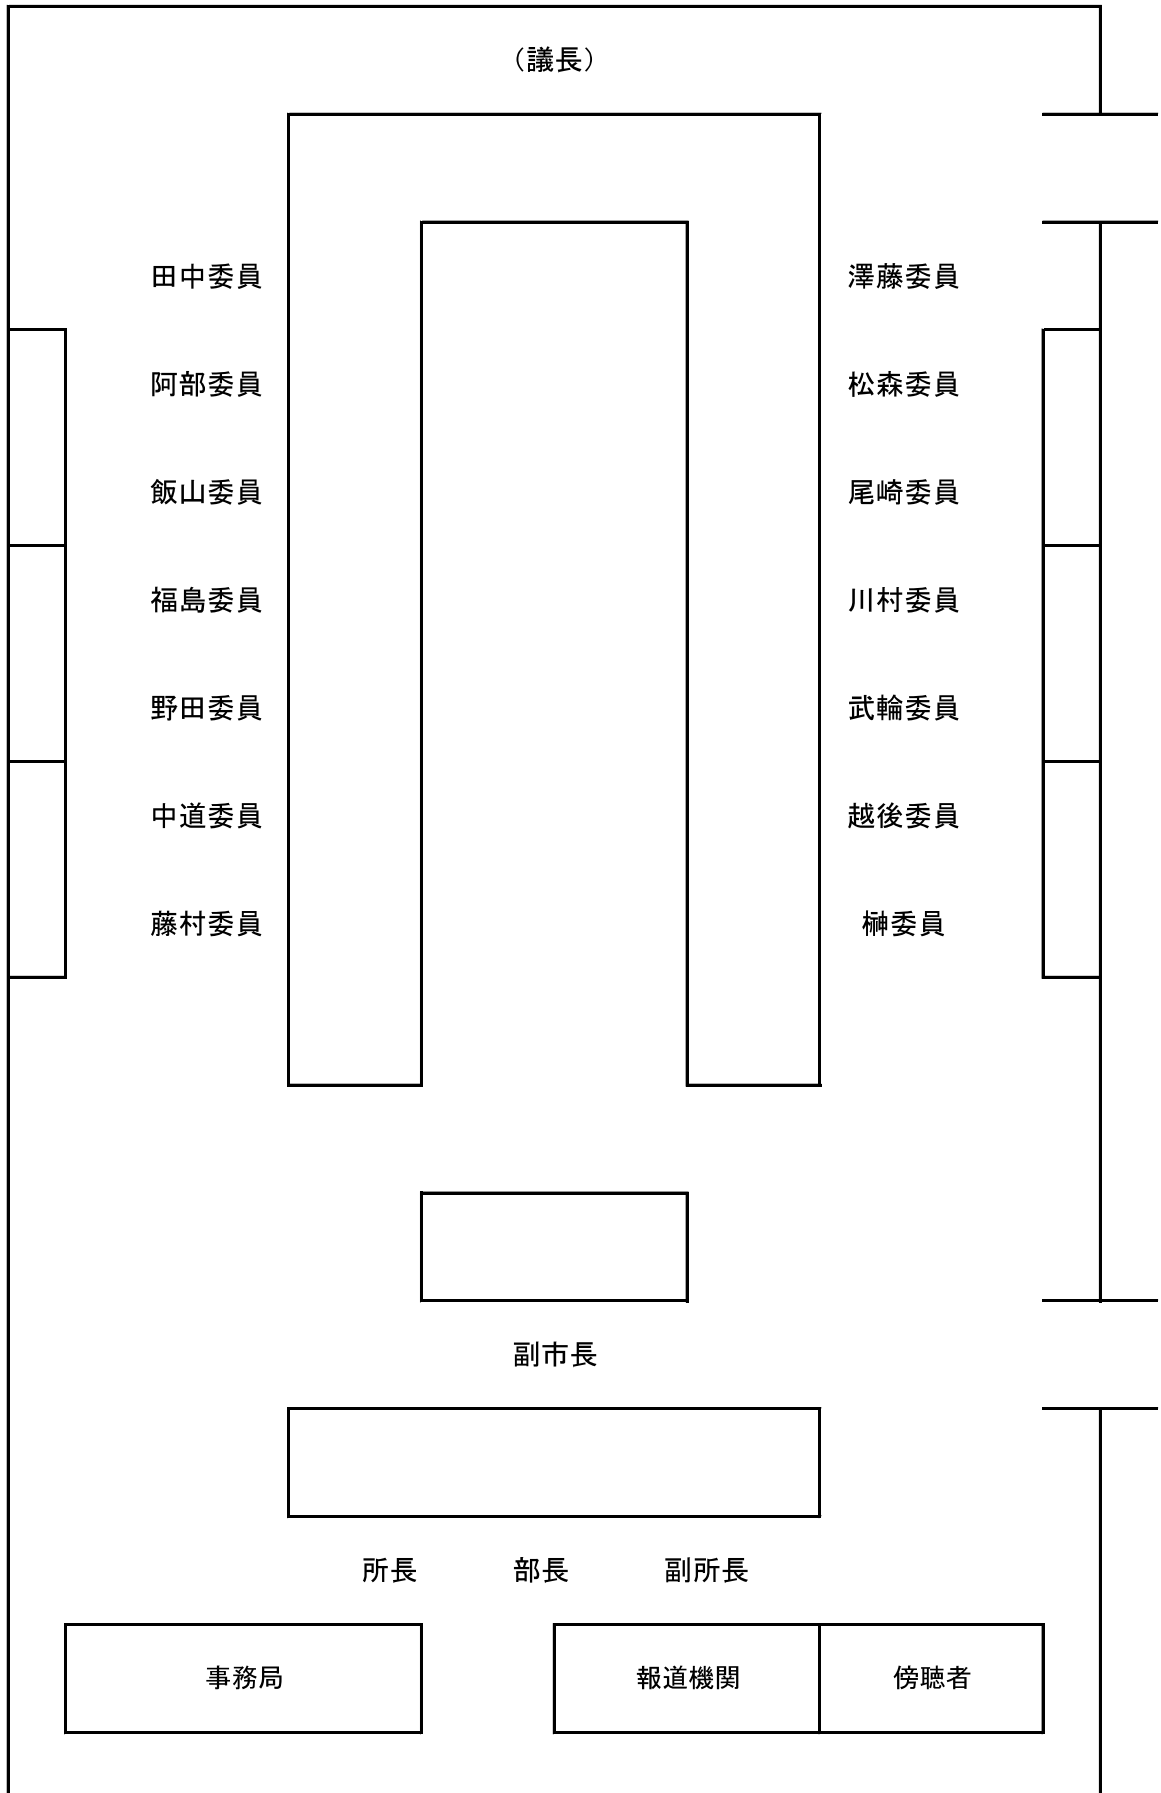 （議長）
田中委員 澤藤委員
阿部委員 松森委員
飯山委員 尾崎委員
福島委員 川村委員
野田委員 武輪委員
中道委員 越後委員
藤村委員 榊委員
副市長
所長 部長 副所長
事務局 報道機関 傍聴者